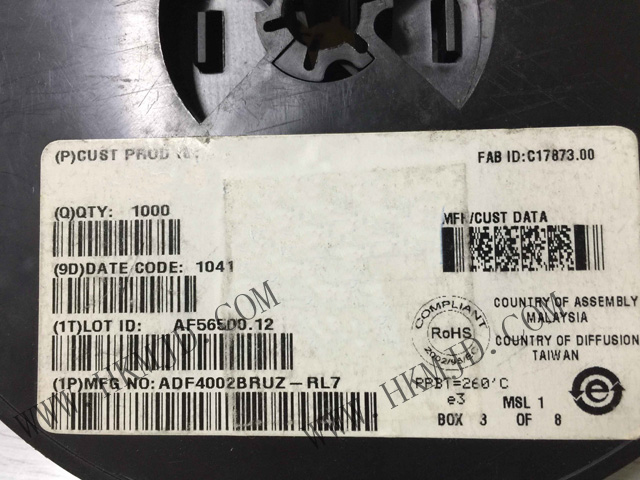 (P)CUST PROD
FAB ID:C17873.00
(Q)QTY: 1000
MFR/CUST DATA
(9D)DATE CODE: 1041
COUNTRY OF ASSEMBLY
MALAYSIA
(1T)LOT ID: AF56500.12
COMPLIANT
RoHS
COUNTRY OF DIFFUSION
TAIWAN
(1P)MFG NO: ADF4002BRUZ-RL7
PPBT=260'C
e3 MSL 1
BOX 3 OF 8
e
WWW.HKMJD.COM
WWW.HKMJD.COM